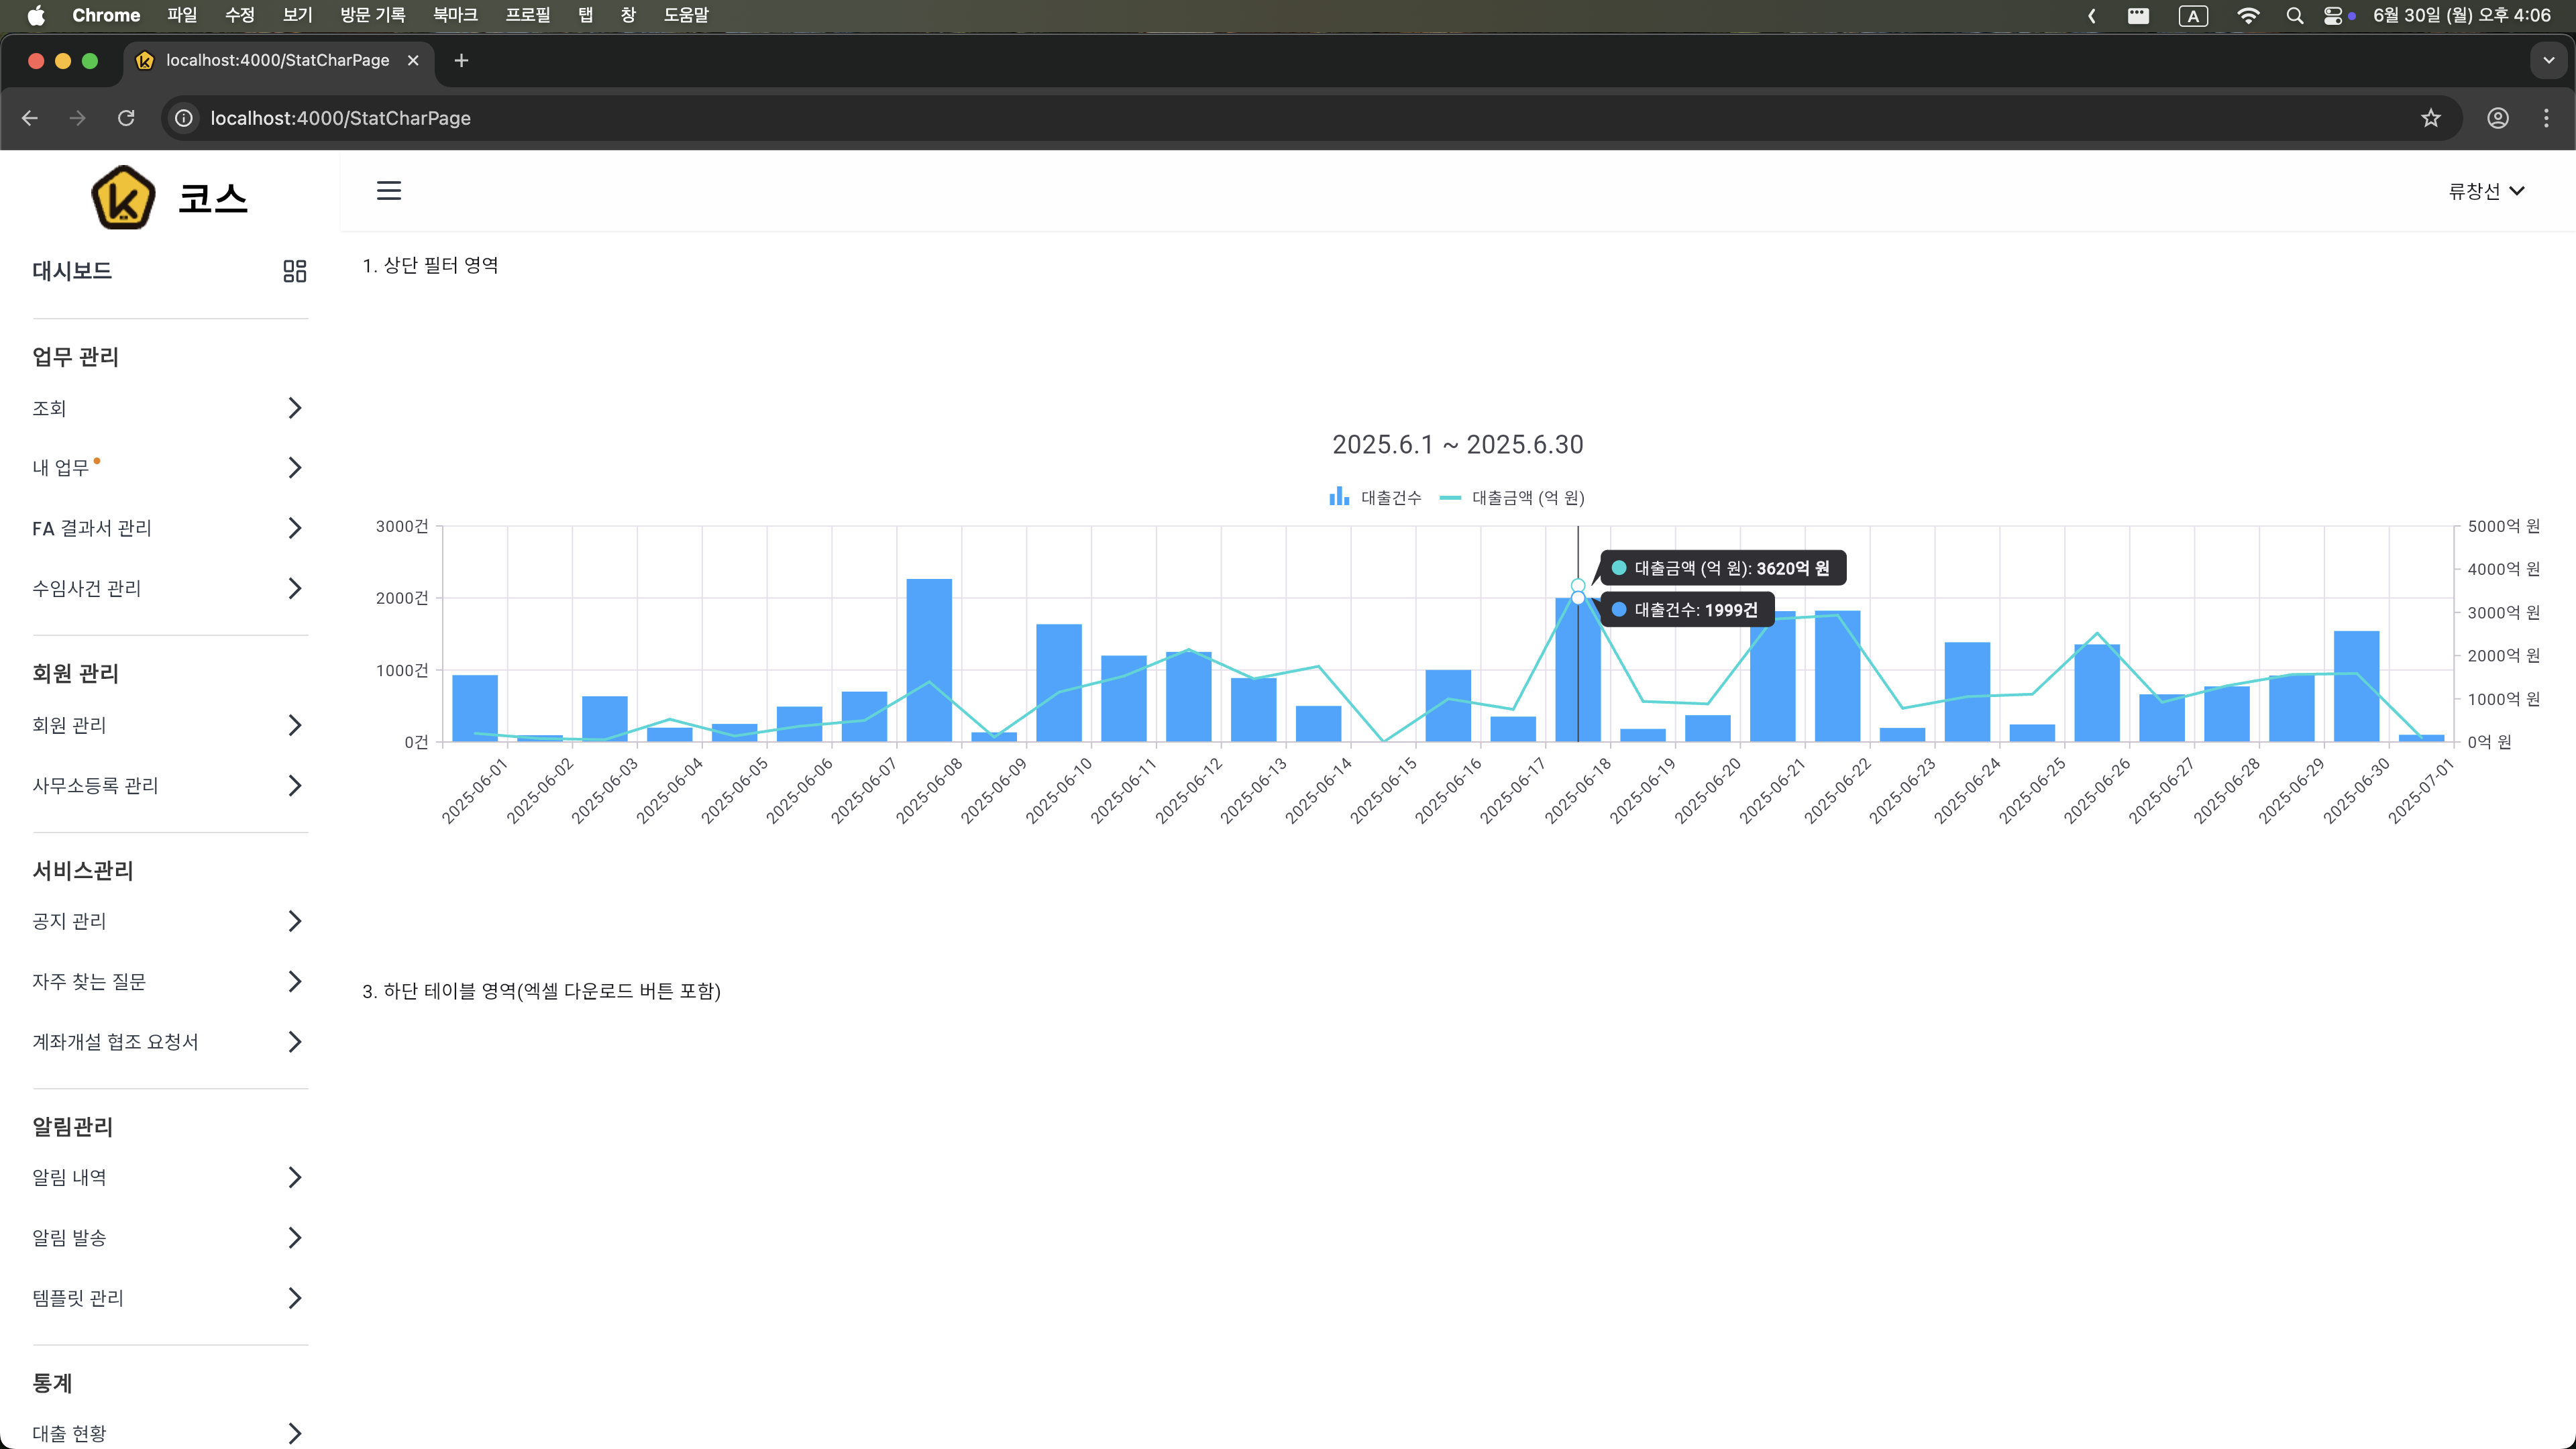 Chrome 파일 수정 보기 방문 기록 북마크 프로필 탭 창 도움말 A 6월 30일 (월) 오후 4:06
localhost:4000/StatCharPage
localhost:4000/StatCharPage
코스
류창선
대시보드
업무 관리
조회
내 업무
FA 결과서 관리
수임사건 관리
회원 관리
회원 관리
사무소등록 관리
서비스관리
공지 관리
자주 찾는 질문
계좌개설 협조 요청서
알림관리
알림 내역
알림 발송
템플릿 관리
통계
대출 현황
1. 상단 필터 영역
2025.6.1 ~ 2025.6.30
대출건수 대출금액 (억 원)
3000건
2000건
1000건
0건
5000억 원
4000억 원
3000억 원
2000억 원
1000억 원
0억 원
대출금액 (억 원): 3620억 원
대출건수: 1999건
2025-06-01
2025-06-02
2025-06-03
2025-06-04
2025-06-05
2025-06-06
2025-06-07
2025-06-08
2025-06-09
2025-06-10
2025-06-11
2025-06-12
2025-06-13
2025-06-14
2025-06-15
2025-06-16
2025-06-17
2025-06-18
2025-06-19
2025-06-20
2025-06-21
2025-06-22
2025-06-23
2025-06-24
2025-06-25
2025-06-26
2025-06-27
2025-06-28
2025-06-29
2025-06-30
2025-07-01
3. 하단 테이블 영역(엑셀 다운로드 버튼 포함)